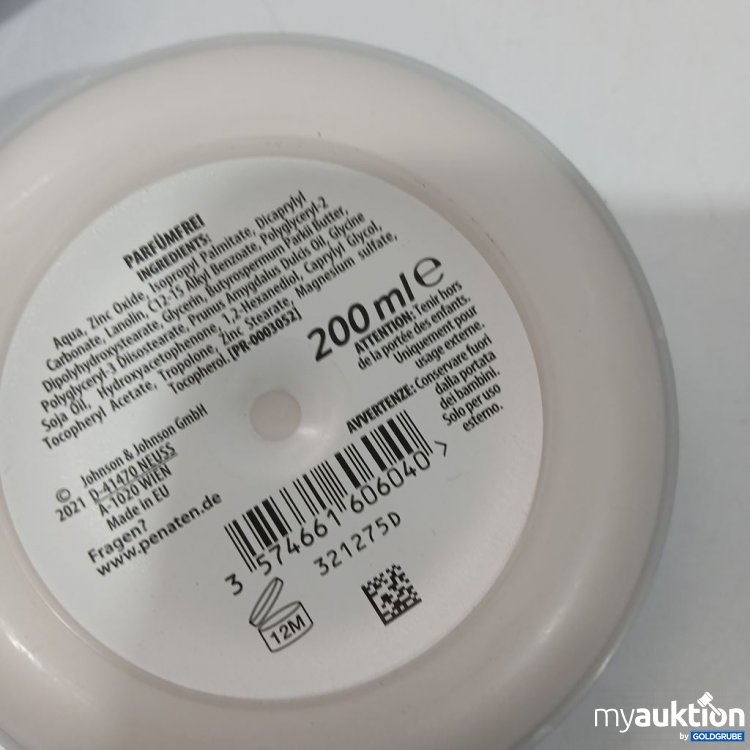 PARFÜMEREI
INGREDIENTS:
Aqua, Zinc Oxide, Isopropyl Palmitate, Dicaprylyl
Carbonate, Lanolin, C12-15 Alkyl Benzoate, Polyglyceryl-2
Dipolyhydroxystearate, Glycerin, Butyrospermum Parkii Butter,
Polyglyceryl-3 Diisostearate, Prunus Amygdalus Dulcis Oil, Glycine
Soja Oil, Hydroxyacetophenone, 1,2-Hexanediol, Caprylyl Glycol,
Tocopheryl Acetate, Tropolone, Zinc Stearate, Magnesium sulfate,
Tocopherol. [PR-0003052]
200 ml ℮
ATTENTION: Tenir hors
de la portée des enfants.
Uniquement pour
usage externe.
AVVERTENZE: Conservare fuori
dalla portata
dei bambini.
Solo per uso
esterno.
© Johnson & Johnson GmbH
2021 D-41470 NEUSS
A-1020 WIEN
Made in EU
Fragen?
www.penaten.de
3 574661 606040 >
321275D
12M
myauktion
by GOLDGRUBE